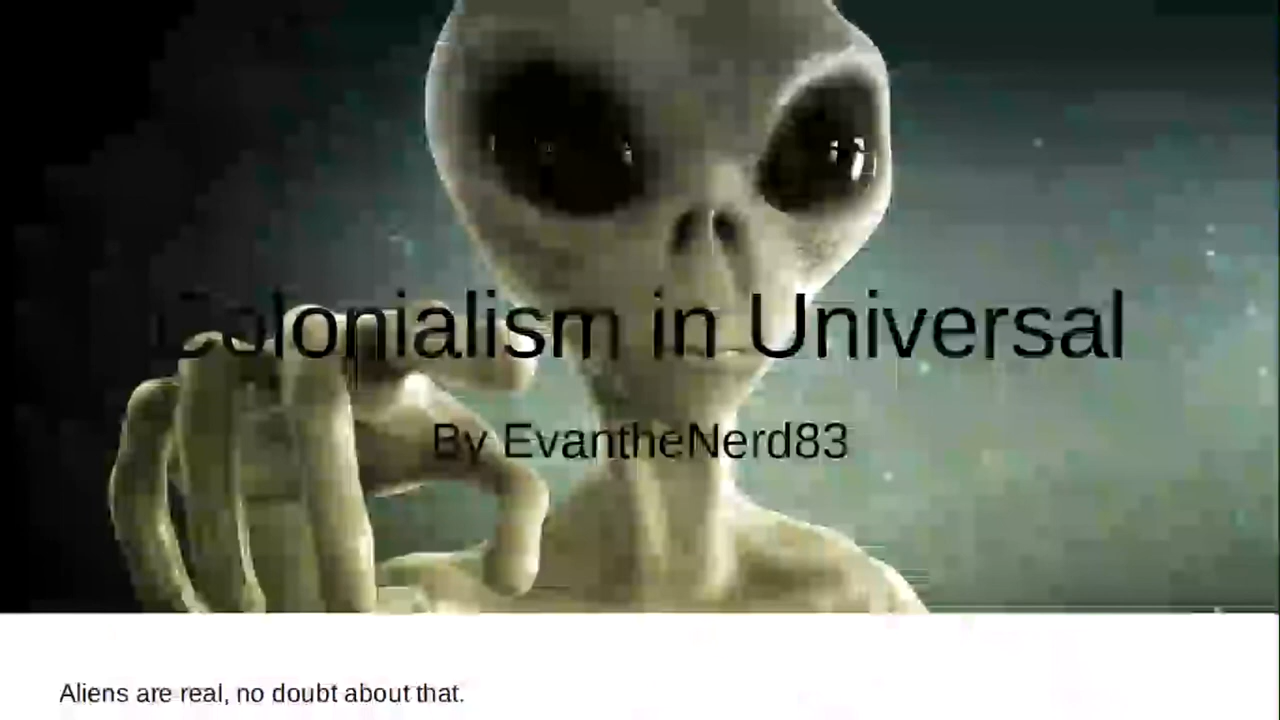 Colonialism in Universal
By EvantheNerd83
Aliens are real, no doubt about that.